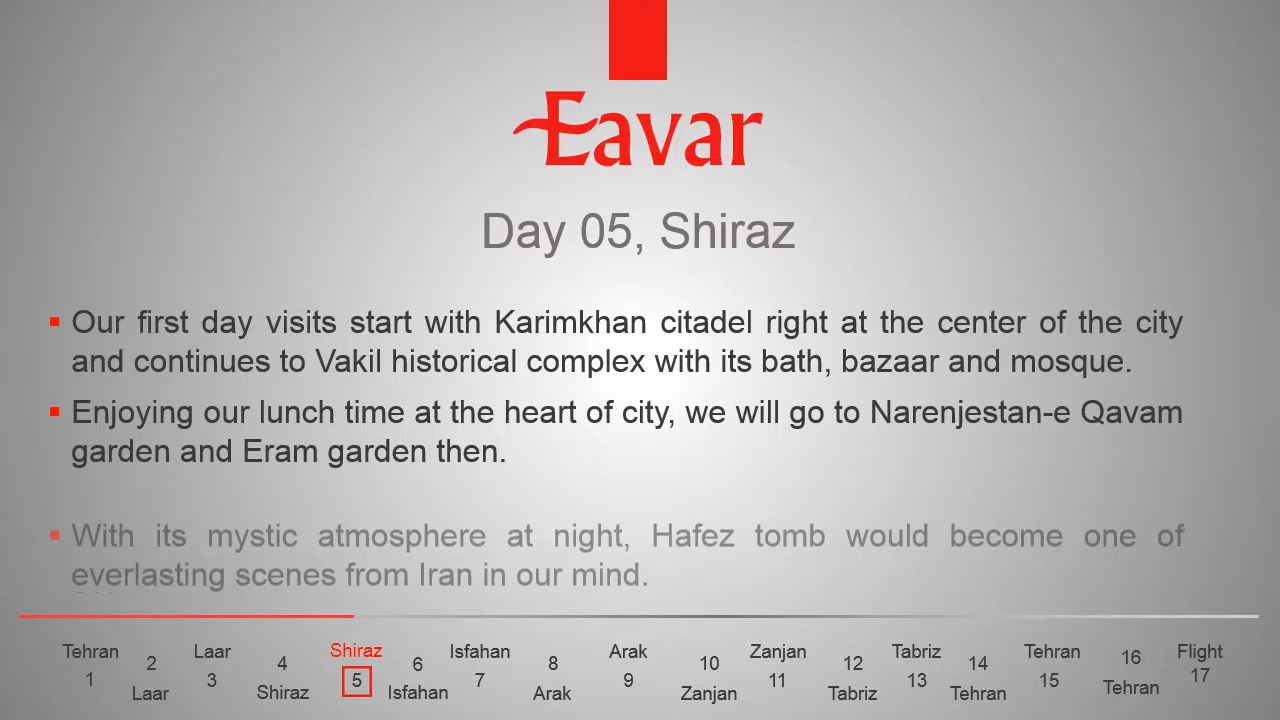 Eavar
Day 05, Shiraz
▪ Our first day visits start with Karimkhan citadel right at the center of the city
and continues to Vakil historical complex with its bath, bazaar and mosque.
▪ Enjoying our lunch time at the heart of city, we will go to Narenjestan-e Qavam
garden and Eram garden then.
▪ With its mystic atmosphere at night, Hafez tomb would become one of
everlasting scenes from Iran in our mind.
Tehran 1
2 Laar
Laar 3
4 Shiraz
Shiraz 5
6 Isfahan
Isfahan 7
8 Arak
Arak 9
10 Zanjan
Zanjan 11
12 Tabriz
Tabriz 13
14 Tehran
Tehran 15
16 Tehran
Flight 17